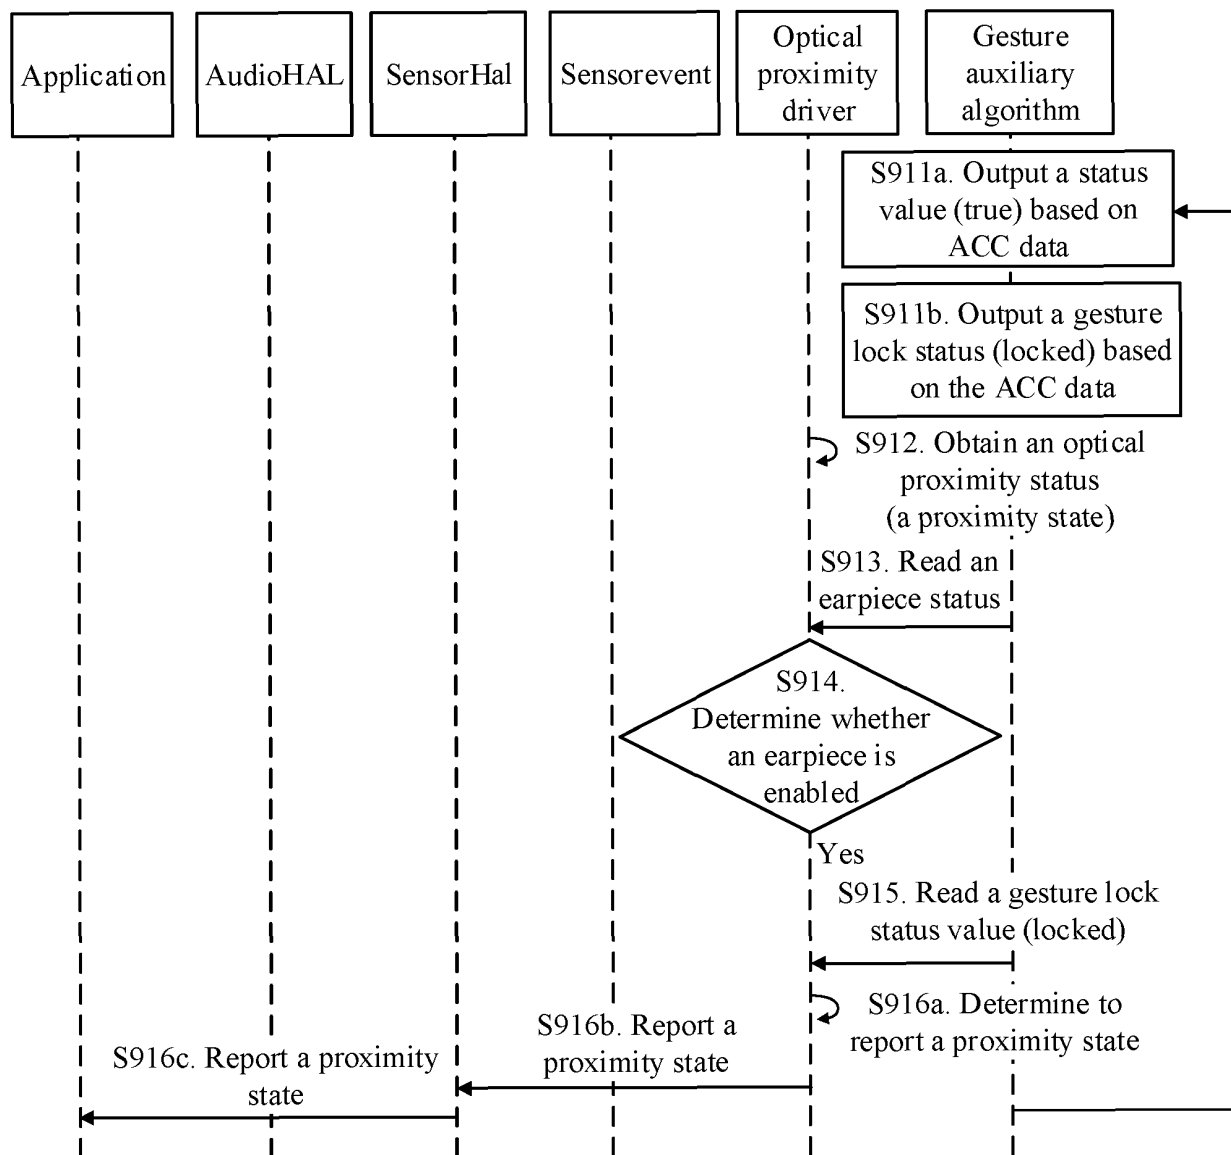 Application
AudioHAL
SensorHal
Sensorevent
Optical
proximity
driver
Gesture
auxiliary
algorithm
S911a. Output a status
value (true) based on
ACC data
S911b. Output a gesture
lock status (locked) based
on the ACC data
S912. Obtain an optical
proximity status
(a proximity state)
S913. Read an
earpiece status
S914.
Determine whether
an earpiece is
enabled
Yes
S915. Read a gesture lock
status value (locked)
S916a. Determine to
report a proximity state
S916b. Report a
proximity state
S916c. Report a proximity
state